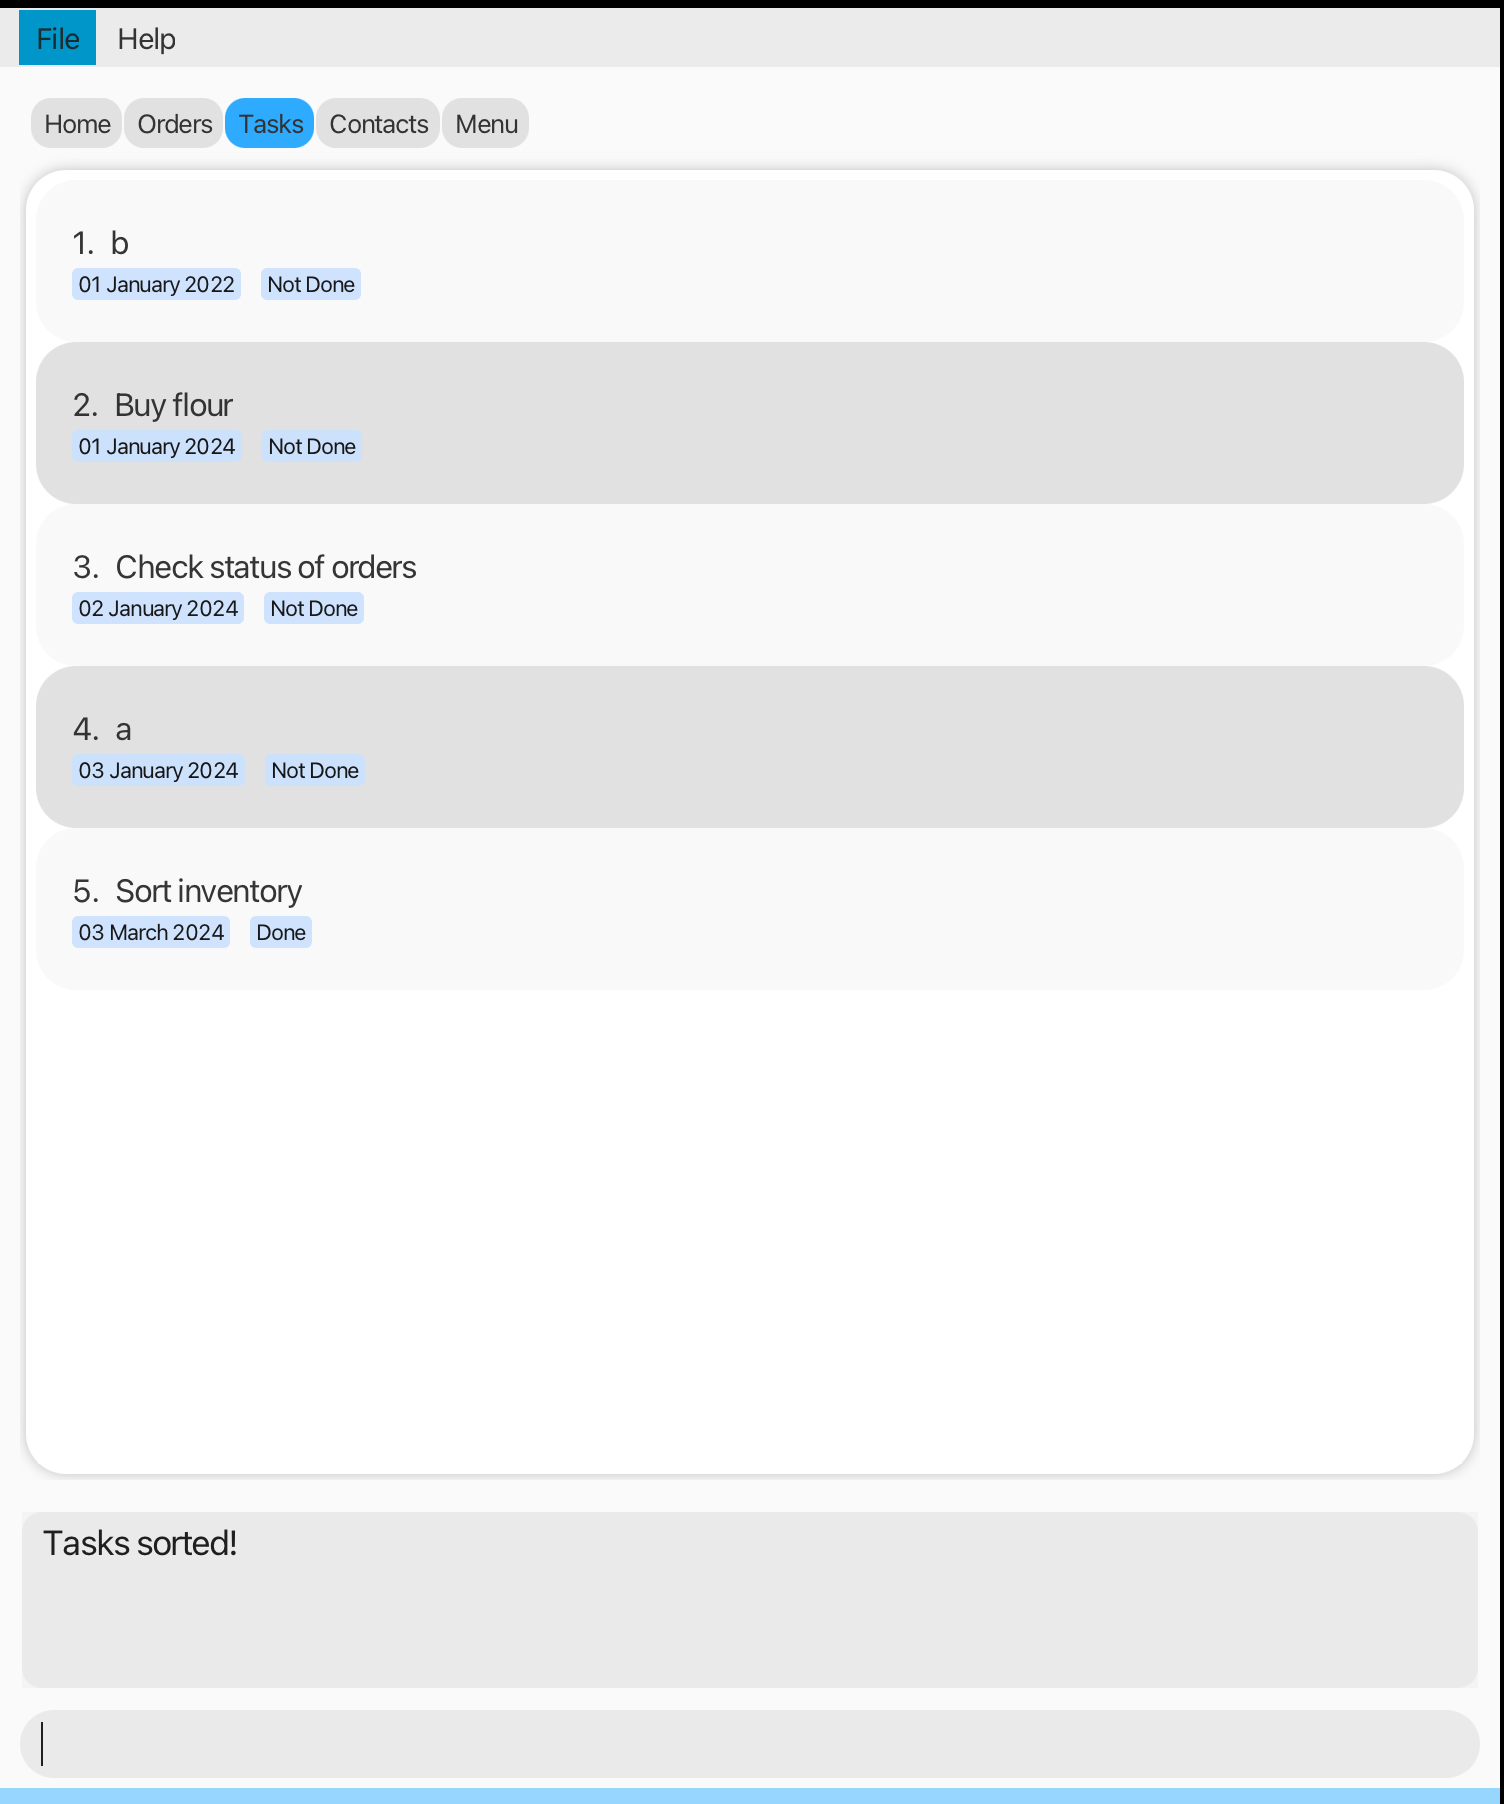 File Help
Home Orders Tasks Contacts Menu
1. b
01 January 2022 Not Done
2. Buy flour
01 January 2024 Not Done
3. Check status of orders
02 January 2024 Not Done
4. a
03 January 2024 Not Done
5. Sort inventory
03 March 2024 Done
Tasks sorted!